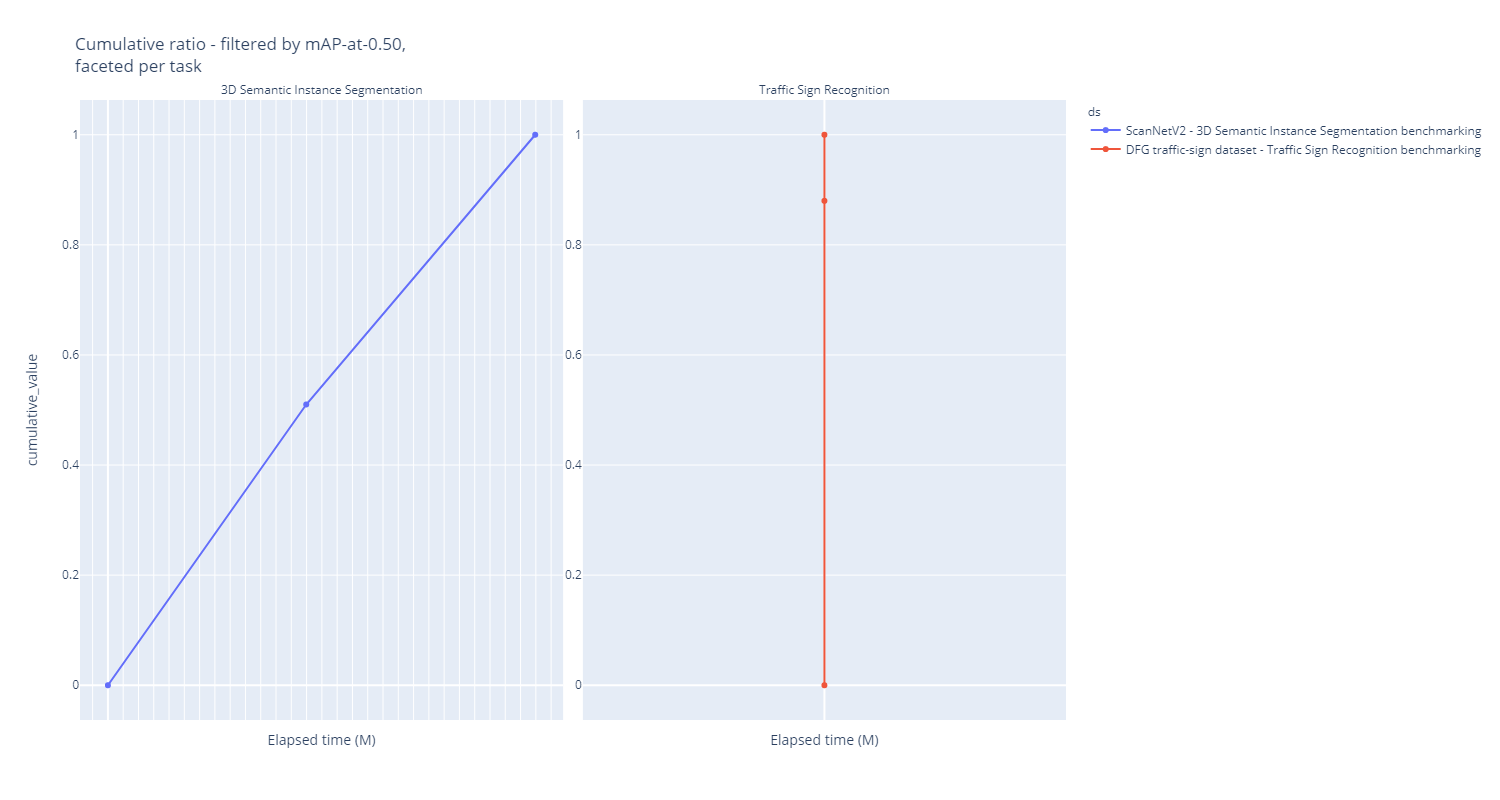 Cumulative ratio - filtered by mAP-at-0.50,
faceted per task
3D Semantic Instance Segmentation
Traffic Sign Recognition
ds
ScanNetV2 - 3D Semantic Instance Segmentation benchmarking
DFG traffic-sign dataset - Traffic Sign Recognition benchmarking
cumulative_value
1
0.8
0.6
0.4
0.2
0
1
0.8
0.6
0.4
0.2
0
Elapsed time (M)
Elapsed time (M)